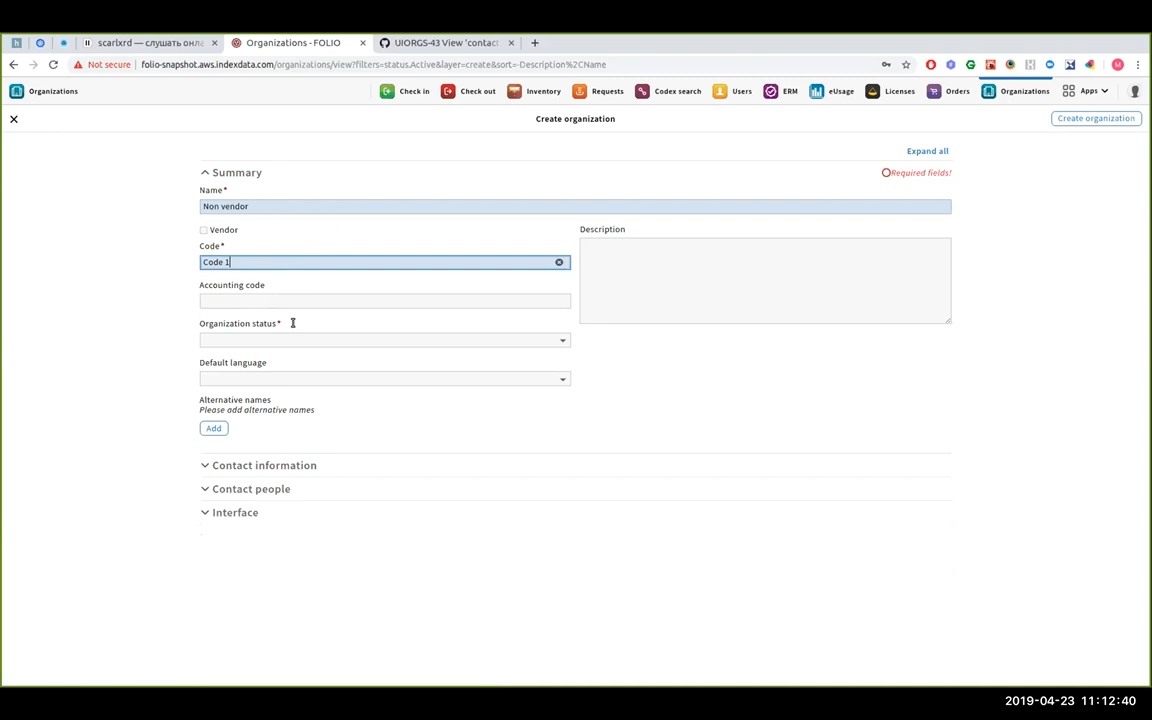 scarlxrd — слушать онл
Organizations - FOLIO
UIORGS-43 View 'contact
Not secure
folio-snapshot.aws.indexdata.com/organizations/view?filters=status.Active&layer=create&sort=-Description%2CName
M
Organizations
Check in
Check out
Inventory
Requests
Codex search
Users
ERM
eUsage
Licenses
Orders
Organizations
Apps
Create organization
Create organization
Expand all
Summary
Required fields!
Name*
Non vendor
Vendor
Description
Code*
Code 1
Accounting code
Organization status*
Default language
Alternative names
Please add alternative names
Add
Contact information
Contact people
Interface
2019-04-23 11:12:40